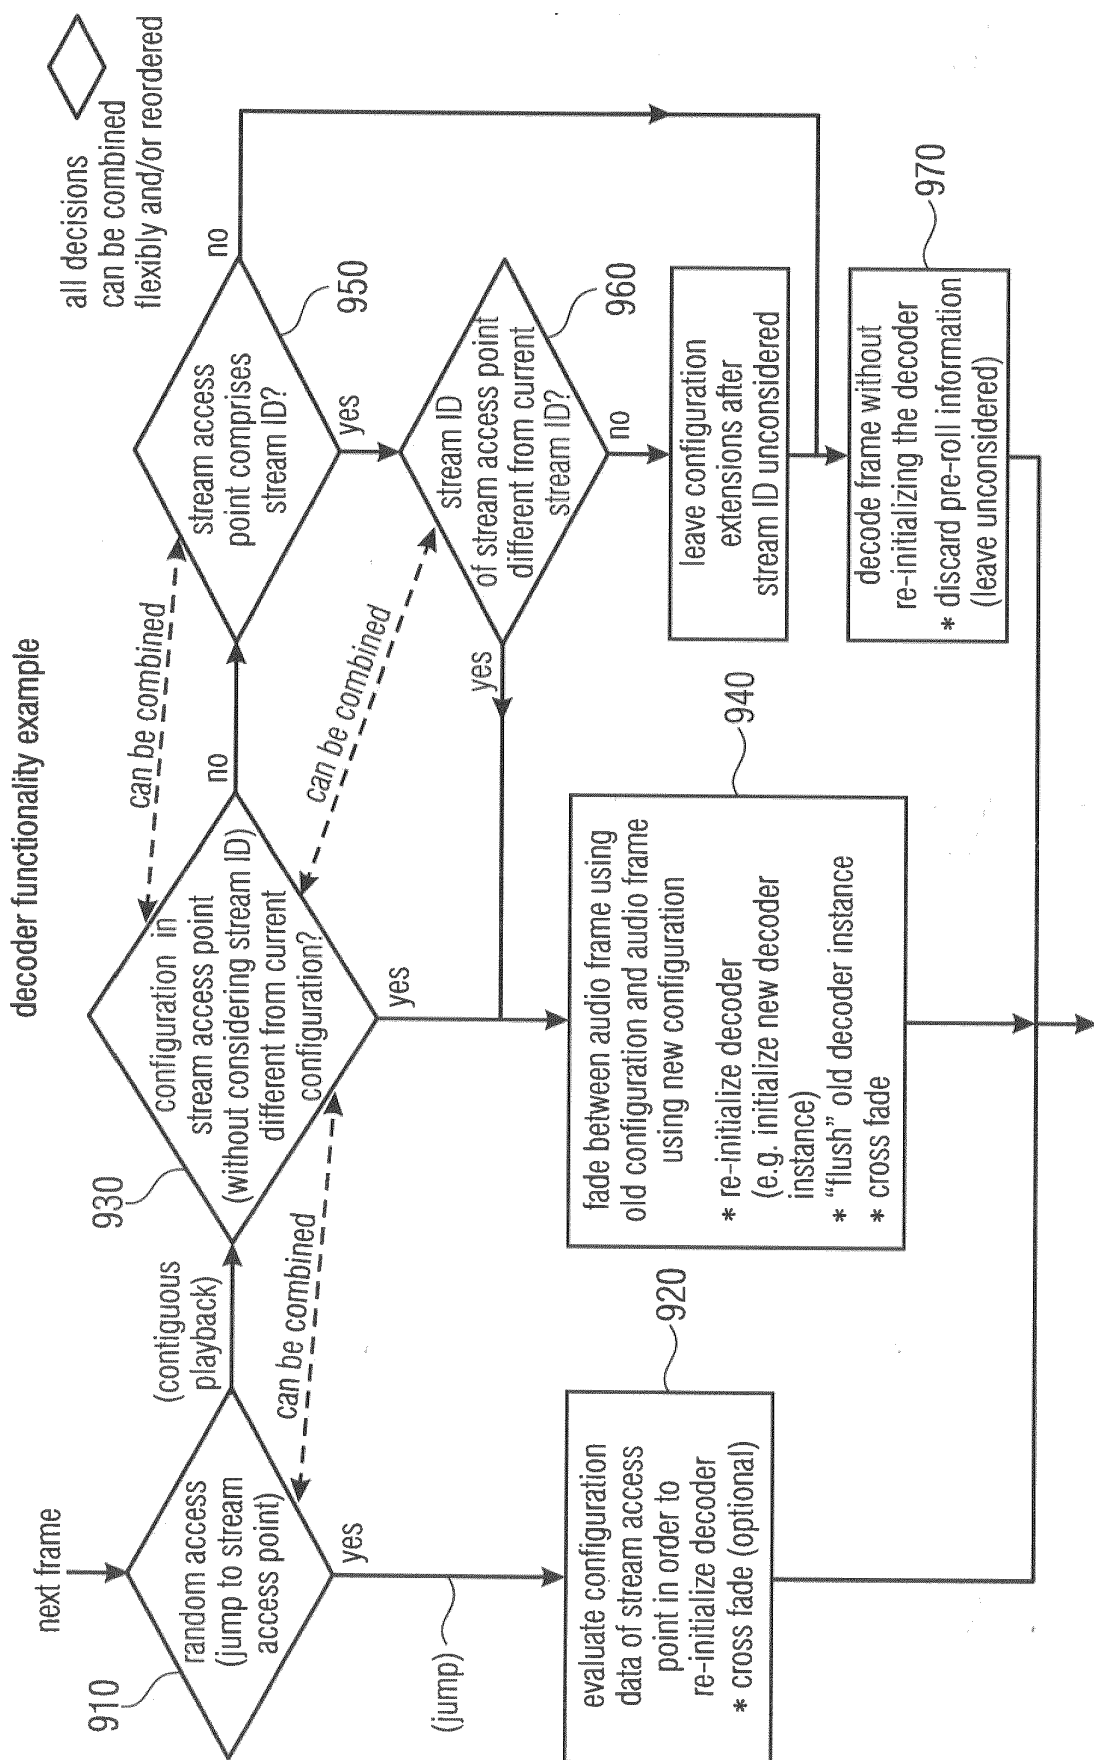 decoder functionality example
all decisions
can be combined
flexibly and/or reordered
next frame
910
random access
(jump to stream
access point)
yes
(jump)
(contiguous
playback)
can be combined
evaluate configuration
data of stream access
point in order to
re-initialize decoder
* cross fade (optional)
920
930
configuration in
stream access point
(without considering stream ID)
different from current
configuration?
yes
no
can be combined
can be combined
fade between audio frame using
old configuration and audio frame
using new configuration
* re-initialize decoder
(e.g. initialize new decoder
instance)
* "flush" old decoder instance
* cross fade
940
stream access
point comprises
stream ID?
950
no
yes
stream ID
of stream access point
different from current
stream ID?
960
yes
no
leave configuration
extensions after
stream ID unconsidered
decode frame without
re-initializing the decoder
* discard pre-roll information
(leave unconsidered)
970